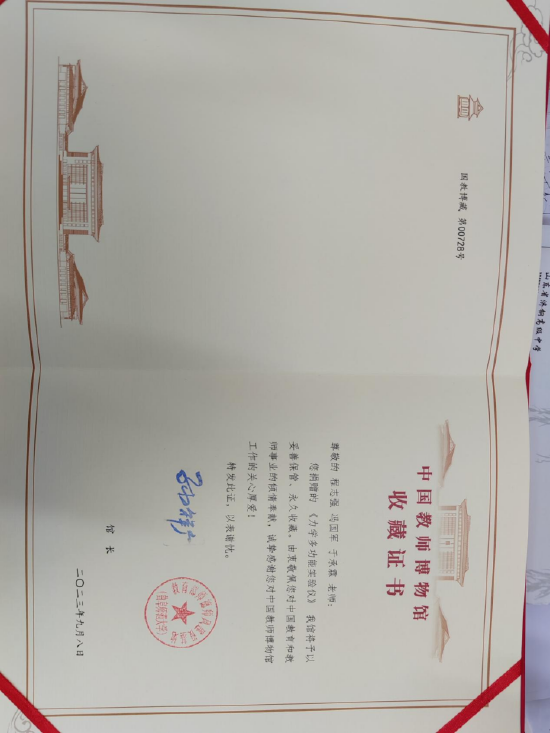 国教博藏 第00728号
中国教师博物馆
收藏证书
尊敬的 程志强 冯国军 于承霖 老师：
您捐赠的《力学多功能实验仪》我馆将予以
妥善保管、永久收藏。由衷敬佩您对中国教育和教
师事业的倾情奉献，诚挚感谢您对中国教师博物馆
工作的关心厚爱！
特发此证，以表谢忱。
馆 长
二〇二三年九月八日